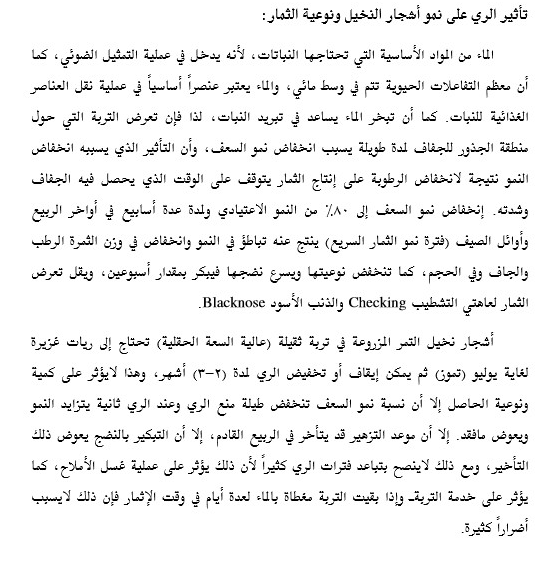 تأثير الري على نمو أشجار النخيل ونوعية الثمار:
الماء من المواد الأساسية التي تحتاجها النباتات، لأنه يدخل في عملية التمثيل الضوئي، كما
أن معظم التفاعلات الحيوية تتم في وسط مائي، والماء يعتبر عنصراً أساسياً في عملية نقل العناصر
الغذائية للنبات. كما أن تبخر الماء يساعد في تبريد النبات، لذا فإن تعرض التربة التي حول
منطقة الجذور للجفاف لمدة طويلة يسبب انخفاض نمو السعف، وأن التأثير الذي يسببه انخفاض
النمو نتيجة لانخفاض الرطوبة على إنتاج الثمار يتوقف على الوقت الذي يحصل فيه الجفاف
وشدته. إنخفاض نمو السعف إلى ٨٠٪ من النمو الاعتيادي ولمدة عدة أسابيع في أواخر الربيع
وأوائل الصيف (فترة نمو الثمار السريع) ينتج عنه تباطؤ في النمو وانخفاض في وزن الثمرة الرطب
والجاف وفي الحجم، كما تنخفض نوعيتها ويسرع نضجها فيبكر بمقدار أسبوعين، ويقل تعرض
الثمار لعاهتي التشطيب Checking والذنب الأسود Blacknose.
أشجار نخيل التمر المزروعة في تربة ثقيلة (عالية السعة الحقلية) تحتاج إلى ريات غزيرة
لغاية يوليو (تموز) ثم يمكن إيقاف أو تخفيض الري لمدة (٢-٣) أشهر، وهذا لايؤثر على كمية
ونوعية الحاصل إلا أن نسبة نمو السعف تنخفض طيلة منع الري وعند الري ثانية يتزايد النمو
ويعوض مافقد. إلا أن موعد التزهير قد يتأخر في الربيع القادم، إلا أن التبكير بالنضج يعوض ذلك
التأخير، ومع ذلك لاينصح بتباعد فترات الري كثيراً لأن ذلك يؤثر على عملية غسل الأملاح، كما
يؤثر على خدمة التربةـ وإذا بقيت التربة مغطاة بالماء لعدة أيام في وقت الإثمار فإن ذلك لايسبب
أضراراً كثيرة.